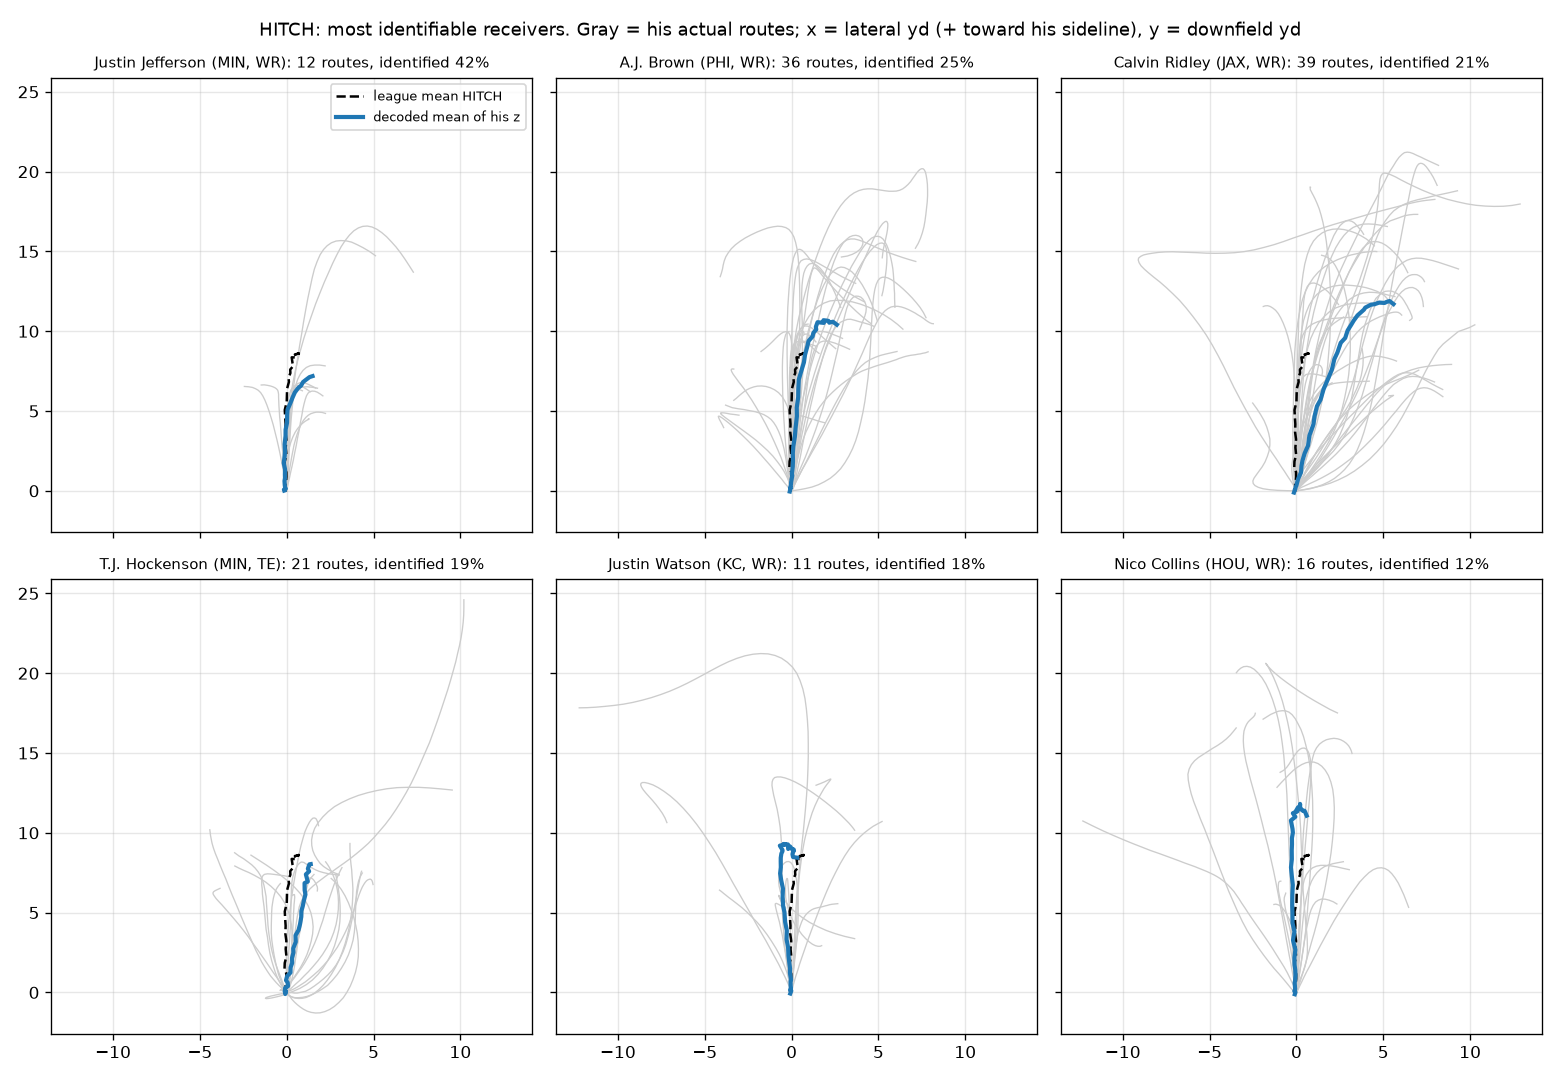 HITCH: most identifiable receivers. Gray = his actual routes; x = lateral yd (+ toward his sideline), y = downfield yd
Justin Jefferson (MIN, WR): 12 routes, identified 42%
A.J. Brown (PHI, WR): 36 routes, identified 25%
Calvin Ridley (JAX, WR): 39 routes, identified 21%
league mean HITCH
decoded mean of his z
25
20
15
10
5
0
T.J. Hockenson (MIN, TE): 21 routes, identified 19%
Justin Watson (KC, WR): 11 routes, identified 18%
Nico Collins (HOU, WR): 16 routes, identified 12%
25
20
15
10
5
0
−10 −5 0 5 10
−10 −5 0 5 10
−10 −5 0 5 10